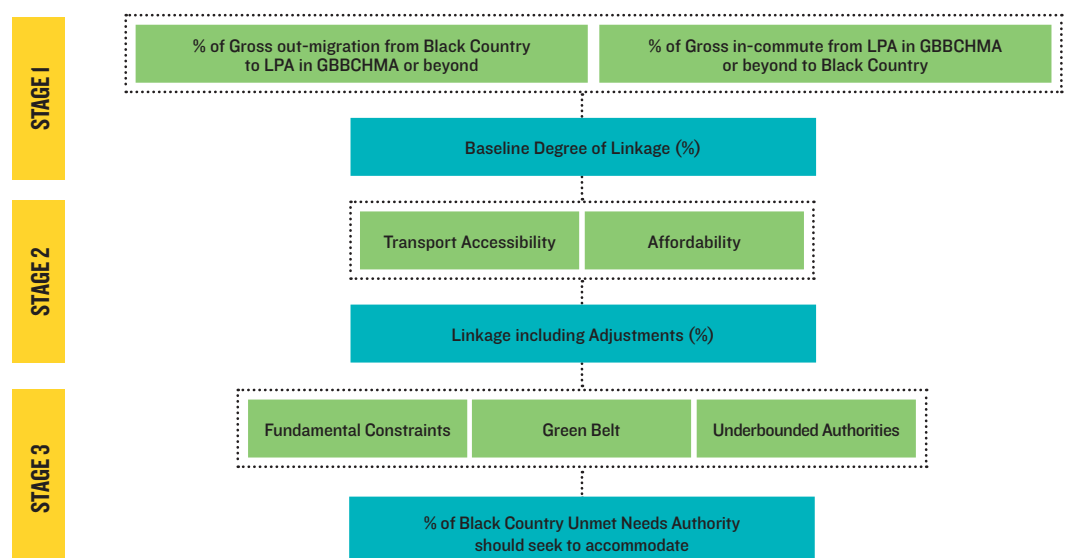 STAGE 1
% of Gross out-migration from Black Country
to LPA in GBBCHMA or beyond
% of Gross in-commute from LPA in GBBCHMA
or beyond to Black Country
Baseline Degree of Linkage (%)
STAGE 2
Transport Accessibility
Affordability
Linkage including Adjustments (%)
STAGE 3
Fundamental Constraints
Green Belt
Underbounded Authorities
% of Black Country Unmet Needs Authority
should seek to accommodate